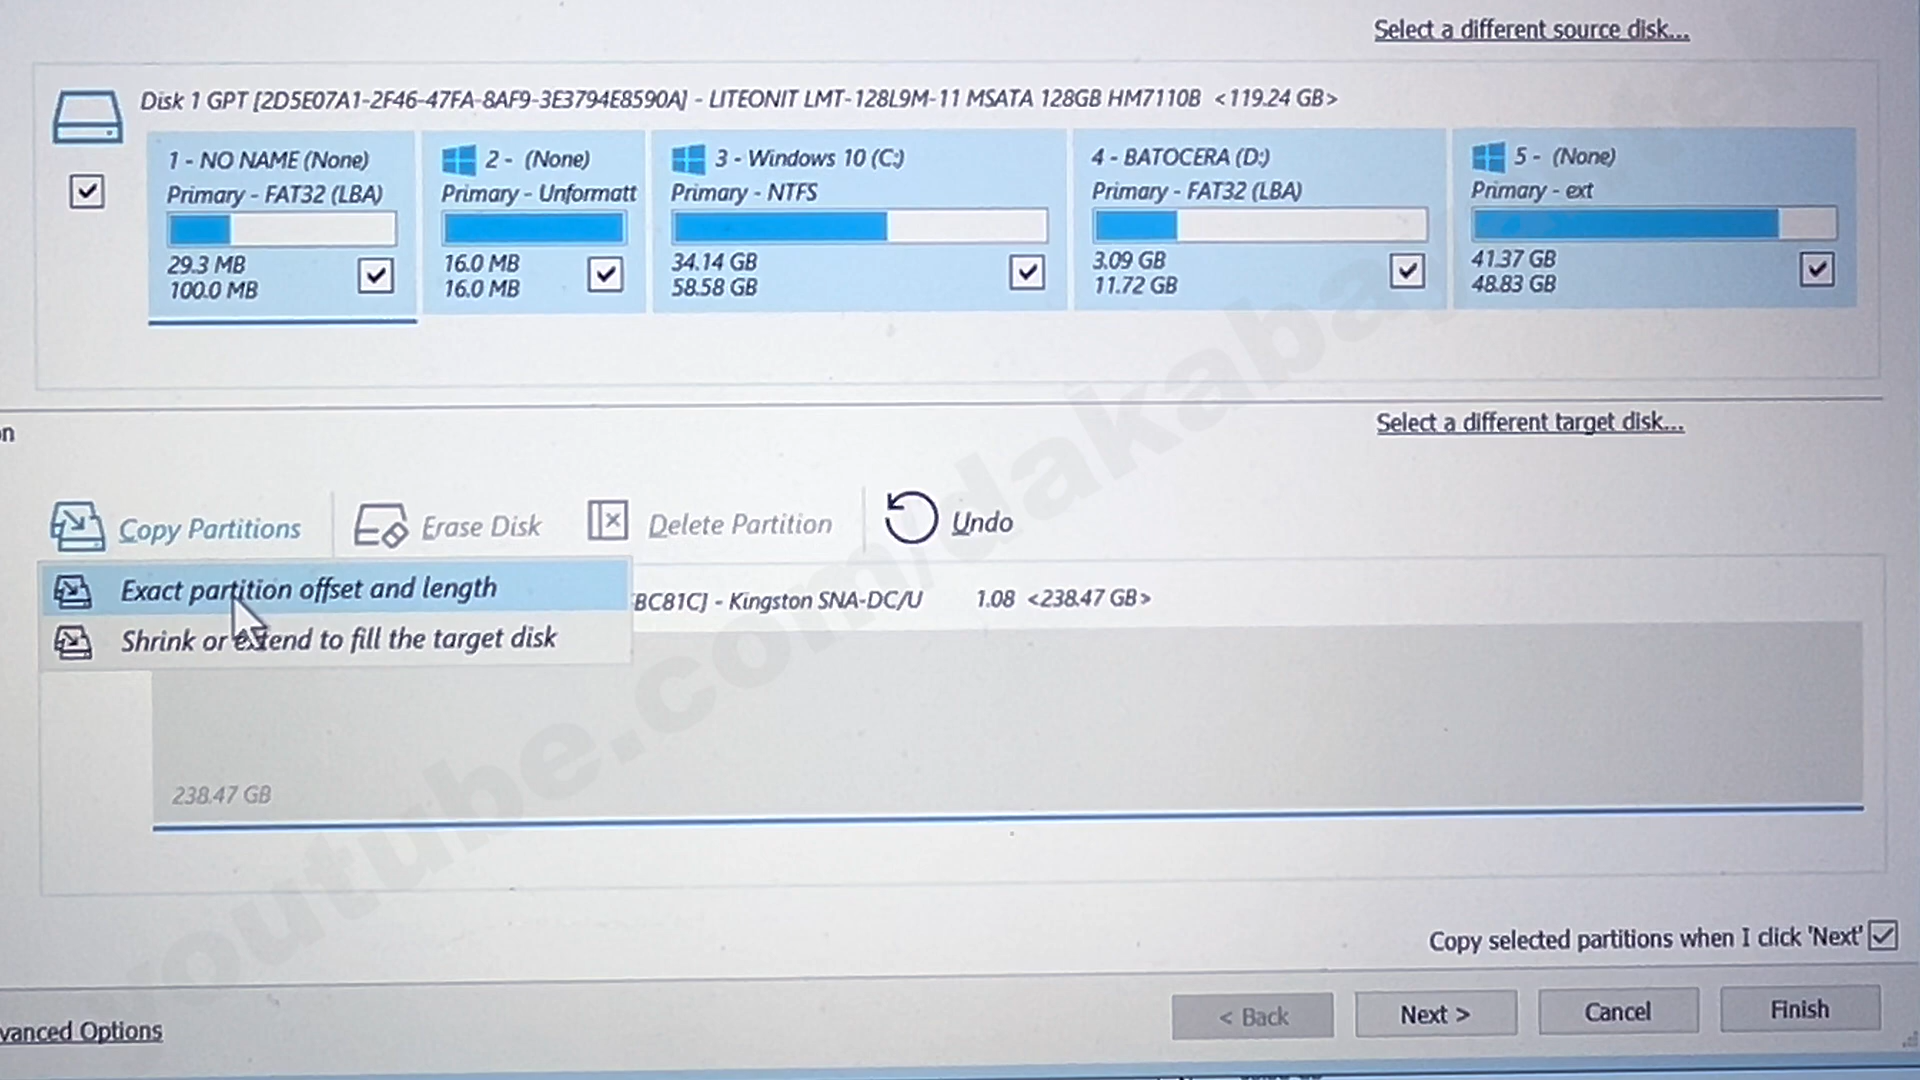 Select a different source disk...
Disk 1 GPT [2D5E07A1-2F46-47FA-8AF9-3E3794E8590A] - LITEONIT LMT-128L9M-11 MSATA 128GB HM7110B <119.24 GB>
1 - NO NAME (None)
Primary - FAT32 (LBA)
29.3 MB
100.0 MB
2 - (None)
Primary - Unformatt
16.0 MB
16.0 MB
3 - Windows 10 (C:)
Primary - NTFS
34.14 GB
58.58 GB
4 - BATOCERA (D:)
Primary - FAT32 (LBA)
3.09 GB
11.72 GB
5 - (None)
Primary - ext
41.37 GB
48.83 GB
on
Select a different target disk...
Copy Partitions
Erase Disk
Delete Partition
Undo
Exact partition offset and length
Shrink or extend to fill the target disk
BC81C] - Kingston SNA-DC/U 1.08 <238.47 GB>
238.47 GB
Copy selected partitions when I click 'Next'
vanced Options
< Back
Next >
Cancel
Finish
youtube.com/dakaba